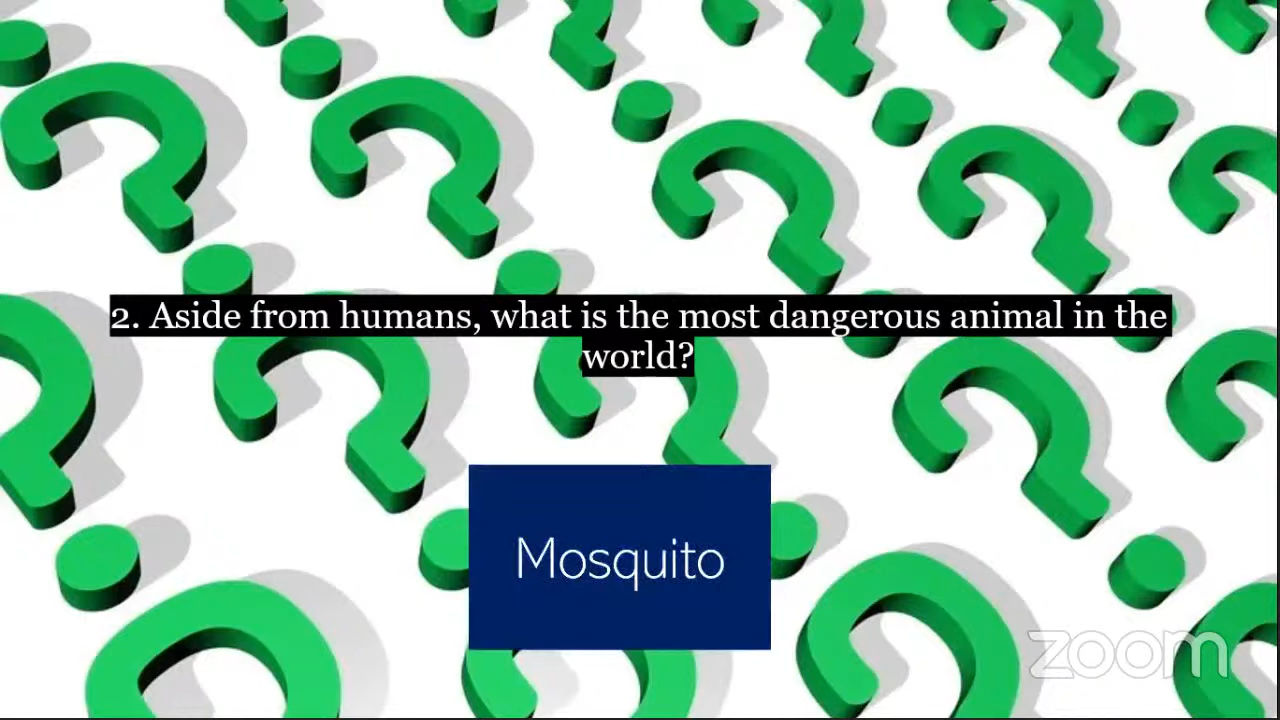 2. Aside from humans, what is the most dangerous animal in the
world?
Mosquito
zoom